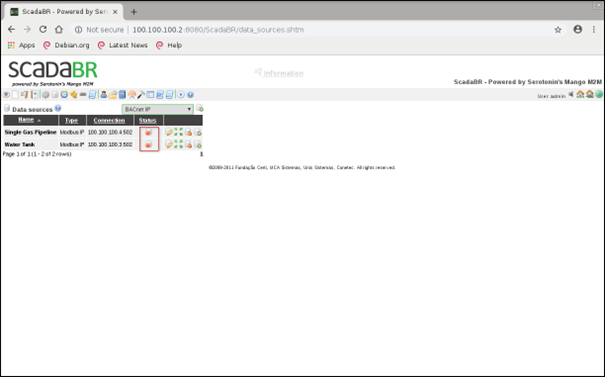 ScadaBR - Powered by Sere
Not secure | 100.100.100.2:8080/ScadaBR/data_sources.shtm
Apps Debian.org Latest News Help
SCADABR
powered by Serotonin's Mango M2M
information
ScadaBR - Powered by Serotonin's Mango M2M
User: admin
Data sources BACnet IP
Name Type Connection Status
Single Gas Pipeline Modbus IP 100.100.100.4:502
Water Tank Modbus IP 100.100.100.3:502
Page 1 of 1 (1 - 2 of 2 rows) 1
©2009-2011 Fundação Certi, MCA Sistemas, Unis Sistemas, Conetec. All rights reserved.